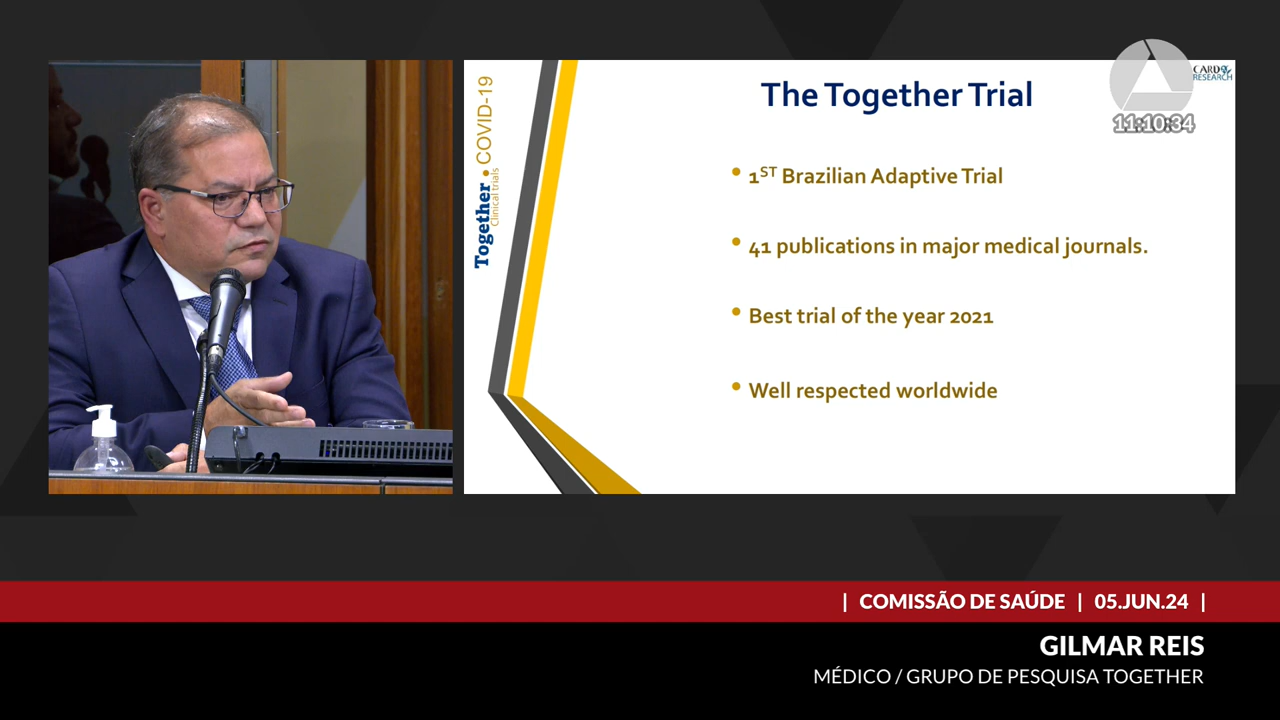 The Together Trial
CARDR
RESEARCH
11:10:34
Together • COVID-19
Clinical trials
• 1ST Brazilian Adaptive Trial
• 41 publications in major medical journals.
• Best trial of the year 2021
• Well respected worldwide
| COMISSÃO DE SAÚDE | 05.JUN.24 |
GILMAR REIS
MÉDICO / GRUPO DE PESQUISA TOGETHER